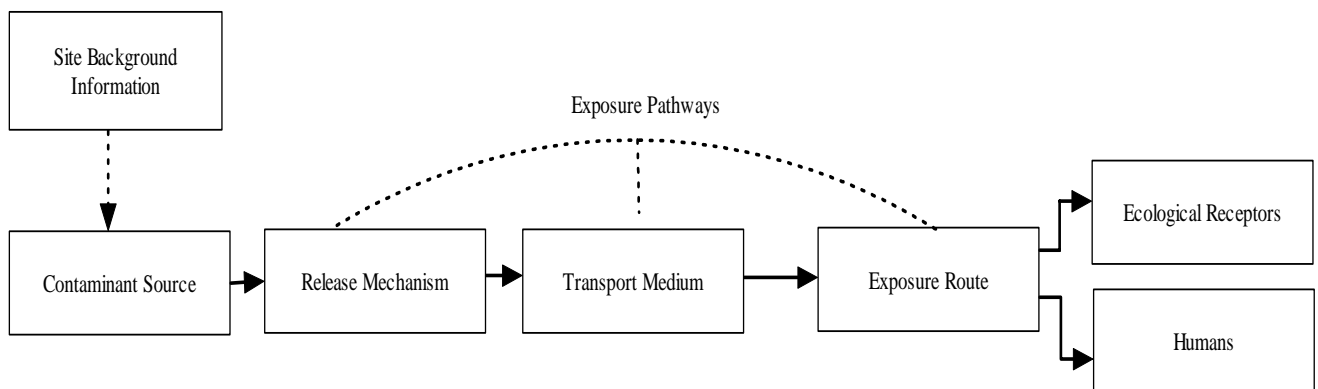 Site Background
Information
Exposure Pathways
Ecological Receptors
Contaminant Source
Release Mechanism
Transport Medium
Exposure Route
Humans